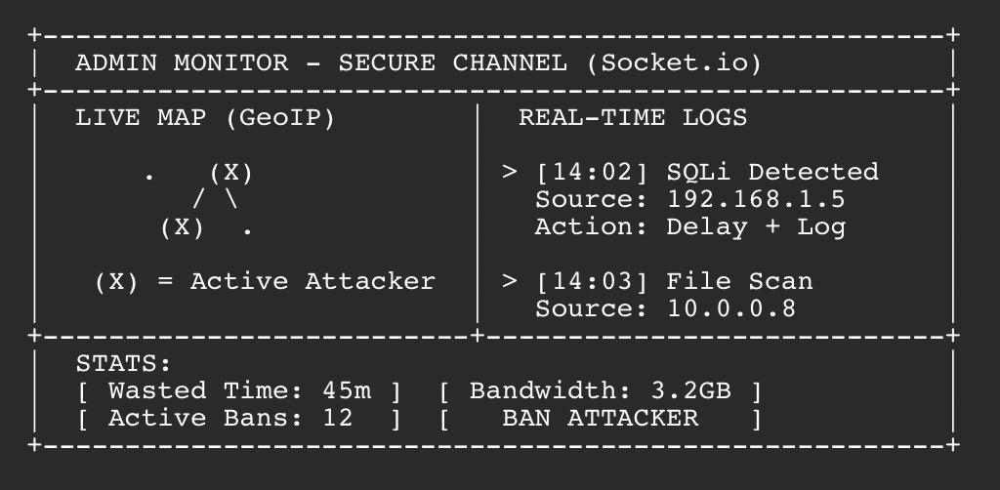 +-------------------------------------------------------+
|  ADMIN MONITOR - SECURE CHANNEL (Socket.io)           |
+-------------------------------------------------------+
|  LIVE MAP (GeoIP)        |  REAL-TIME LOGS            |
|      .   (X)             | > [14:02] SQLi Detected    |
|         / \              |   Source: 192.168.1.5      |
|       (X)  .             |   Action: Delay + Log      |
|   (X) = Active Attacker  | > [14:03] File Scan        |
|                          |   Source: 10.0.0.8         |
+--------------------------+----------------------------+
|  STATS:                                               |
|  [ Wasted Time: 45m ]  [ Bandwidth: 3.2GB ]           |
|  [ Active Bans: 12  ]  [   BAN ATTACKER   ]           |
+-------------------------------------------------------+